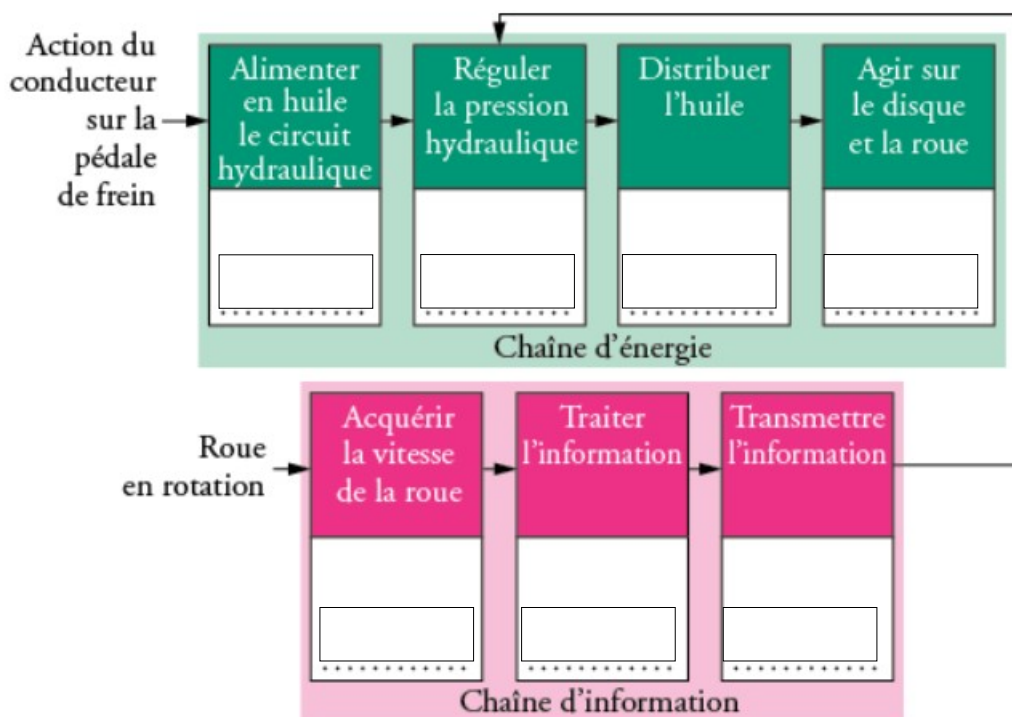 Action du
conducteur
sur la
pédale
de frein
Alimenter
en huile
le circuit
hydraulique
Réguler
la pression
hydraulique
Distribuer
l'huile
Agir sur
le disque
et la roue
Chaîne d'énergie
Roue
en rotation
Acquérir
la vitesse
de la roue
Traiter
l'information
Transmettre
l'information
Chaîne d'information